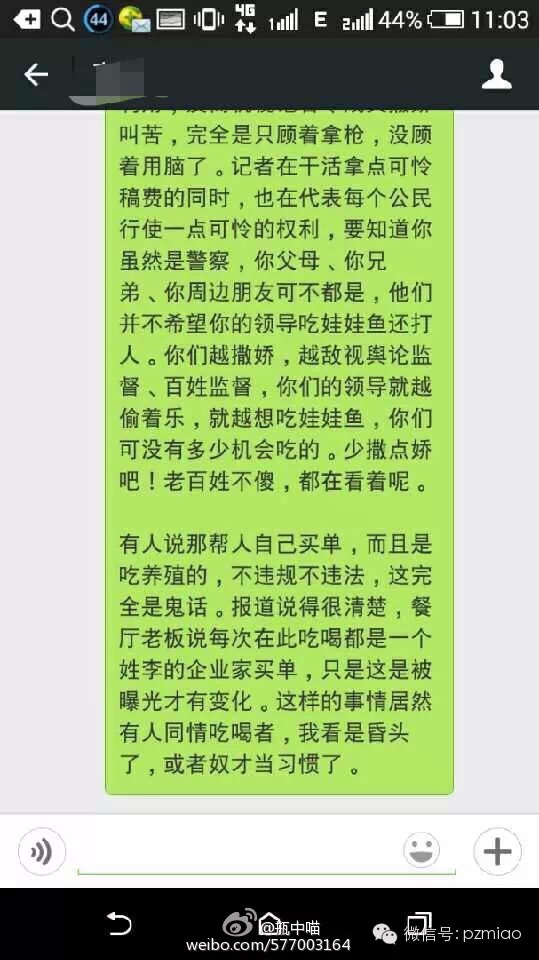 44
4G
E
44%
11:03
叫苦，完全是只顾着拿枪，没顾
着用脑了。记者在干活拿点可怜
稿费的同时，也在代表每个公民
行使一点可怜的权利，要知道你
虽然是警察，你父母、你兄
弟、你周边朋友可不都是，他们
并不希望你的领导吃娃娃鱼还打
人。你们越撒娇，越敌视舆论监
督、百姓监督，你们的领导就越
偷着乐，就越想吃娃娃鱼，你们
可没有多少机会吃的。少撒点娇
吧！老百姓不傻，都在看着呢。
有人说那帮人自己买单，而且是
吃养殖的，不违规不违法，这完
全是鬼话。报道说得很清楚，餐
厅老板说每次在此吃喝都是一个
姓李的企业家买单，只是这是被
曝光才有变化。这样的事情居然
有人同情吃喝者，我看是昏头
了，或者奴才当习惯了。
@瓶中喵
weibo.com/577003164
微信号: pzmiao